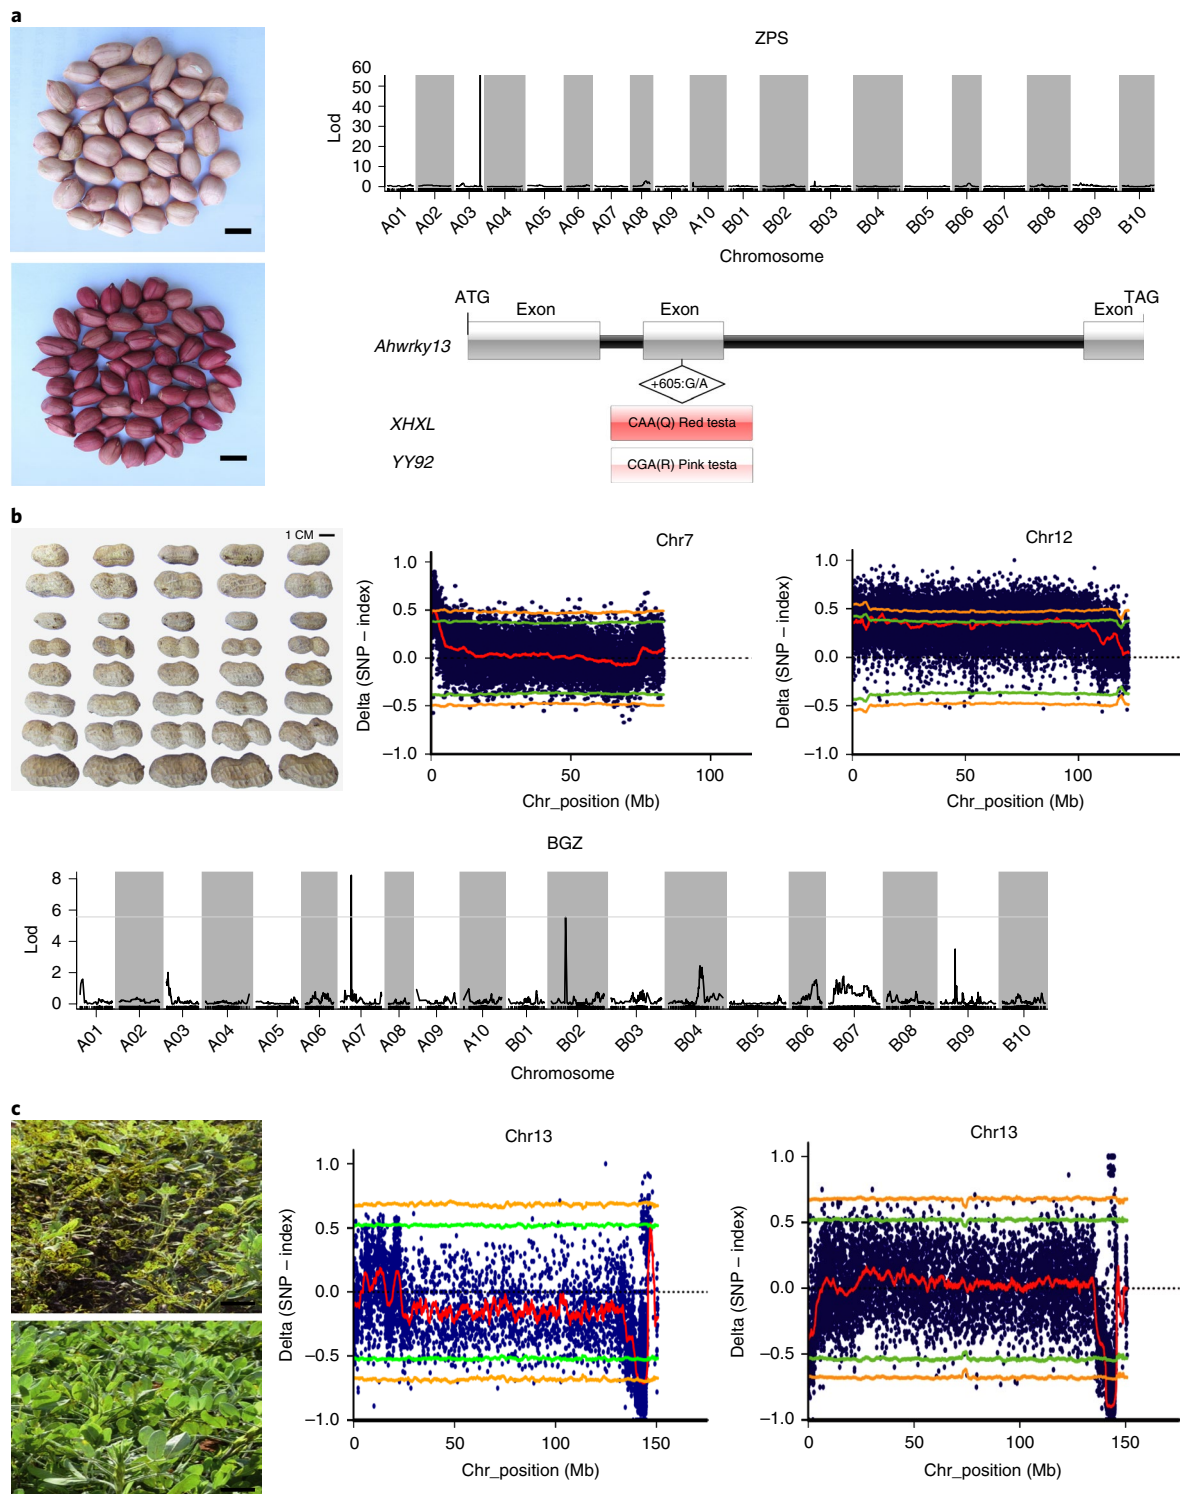 a
ZPS
Lod
60
50
40
30
20
10
0
A01 A02 A03 A04 A05 A06 A07 A08 A09 A10 B01 B02 B03 B04 B05 B06 B07 B08 B09 B10
Chromosome
ATG
Exon
Exon
Exon
TAG
Ahwrky13
+605:G/A
XHXL
CAA(Q) Red testa
YY92
CGA(R) Pink testa
b
1 CM
Chr7
Delta (SNP – index)
1.0
0.5
0.0
–0.5
–1.0
0 50 100
Chr_position (Mb)
Chr12
Delta (SNP – index)
1.0
0.5
0.0
–0.5
–1.0
0 50 100
Chr_position (Mb)
BGZ
Lod
8
6
4
2
0
A01 A02 A03 A04 A05 A06 A07 A08 A09 A10 B01 B02 B03 B04 B05 B06 B07 B08 B09 B10
Chromosome
c
Chr13
Delta (SNP – index)
1.0
0.5
0.0
–0.5
–1.0
0 50 100 150
Chr_position (Mb)
Chr13
Delta (SNP – index)
1.0
0.5
0.0
–0.5
–1.0
0 50 100 150
Chr_position (Mb)